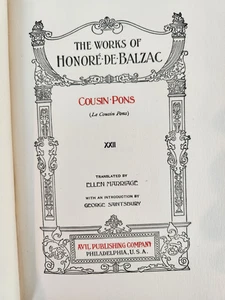 THE WORKS OF
HONORÉ·DE·BALZAC
COUSIN·PONS
(Le Cousin Pons)
XXII
TRANSLATED BY
ELLEN MARRIAGE
WITH AN INTRODUCTION BY
GEORGE SAINTSBURY
AVIL PUBLISHING COMPANY
PHILADELPHIA, U.S.A.